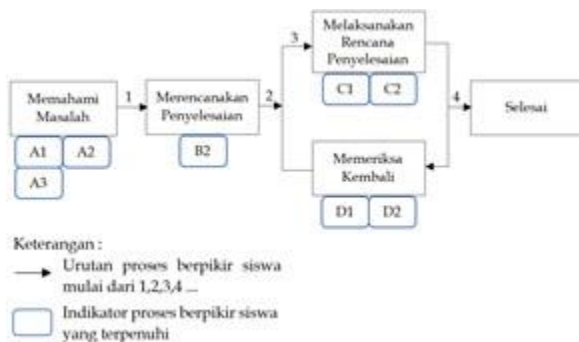 Memahami
Masalah
1
Merencanakan
Penyelesaian
2
3
Melaksanakan
Rencana
Penyelesaian
4
Selesai
A1
A2
A3
B2
C1
C2
Memeriksa
Kembali
D1
D2
Keterangan :
Urutan proses berpikir siswa
mulai dari 1,2,3,4 ...
Indikator proses berpikir siswa
yang terpenuhi